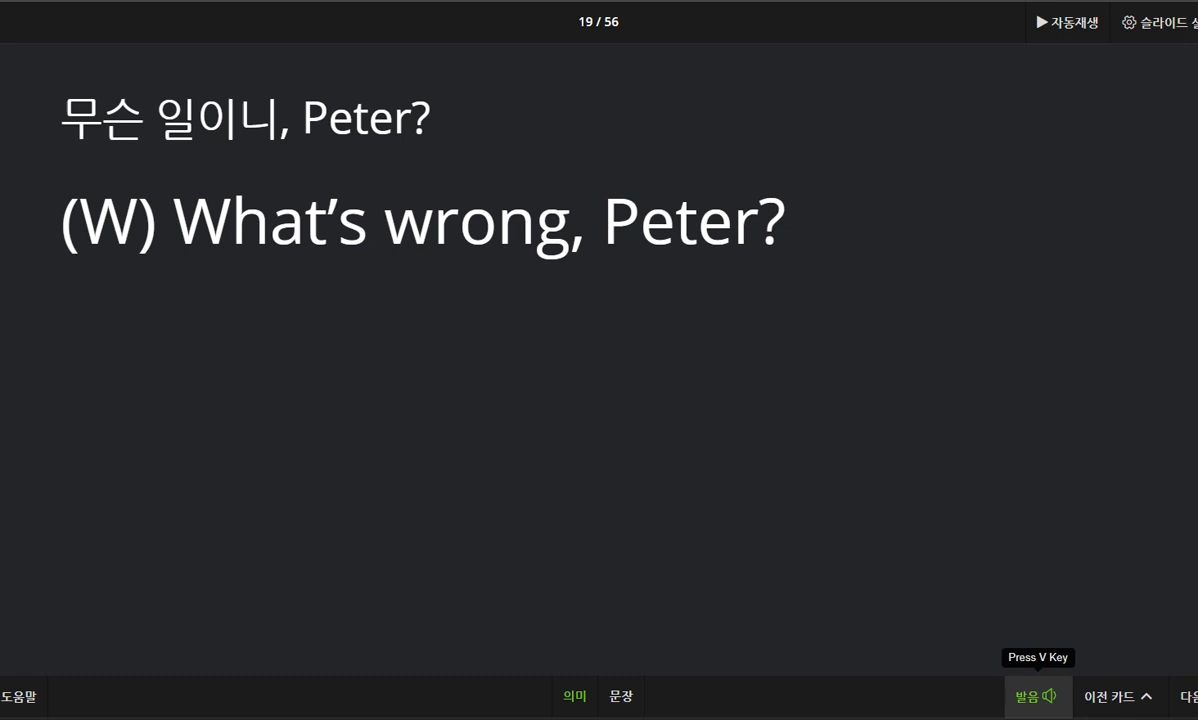 19 / 56
▶ 자동재생
슬라이드
무슨 일이니, Peter?
(W) What’s wrong, Peter?
Press V Key
도움말
의미
문장
발음
이전 카드